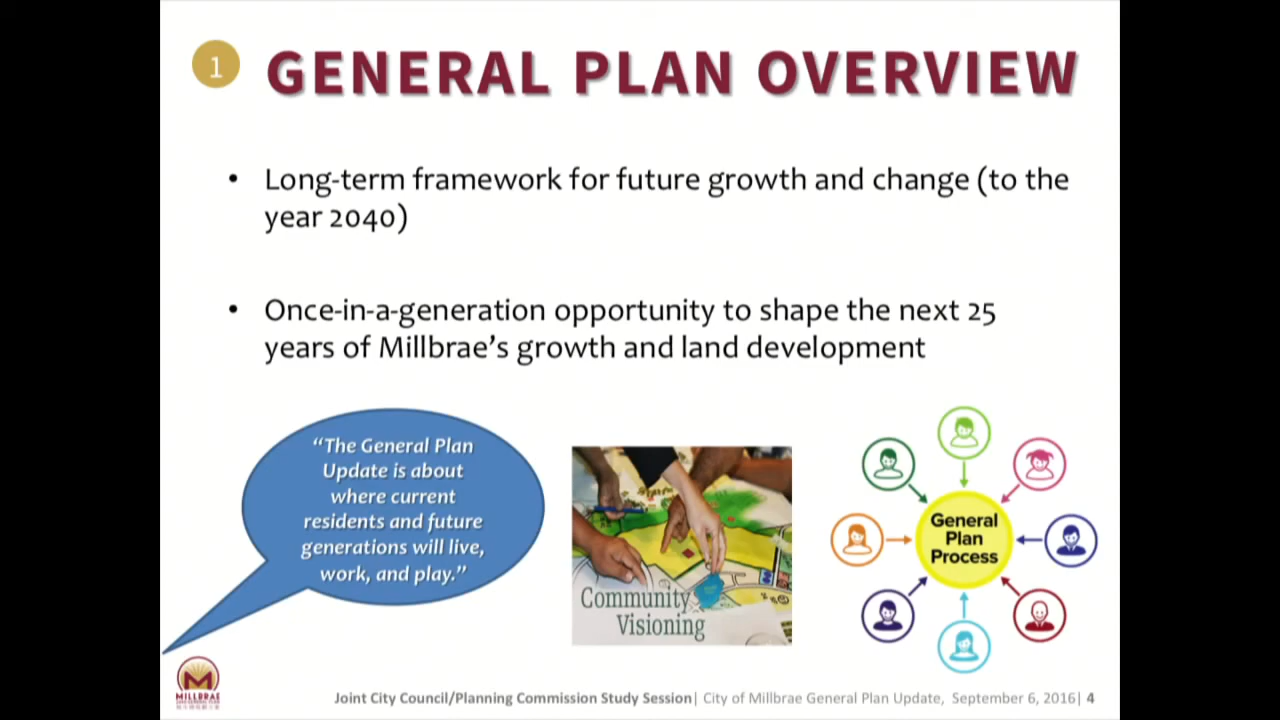 1
GENERAL PLAN OVERVIEW
• Long-term framework for future growth and change (to the
year 2040)
• Once-in-a-generation opportunity to shape the next 25
years of Millbrae’s growth and land development
“The General Plan
Update is about
where current
residents and future
generations will live,
work, and play.”
Community
Visioning
General
Plan
Process
M
MILLBRAE
Joint City Council/Planning Commission Study Session| City of Millbrae General Plan Update, September 6, 2016| 4